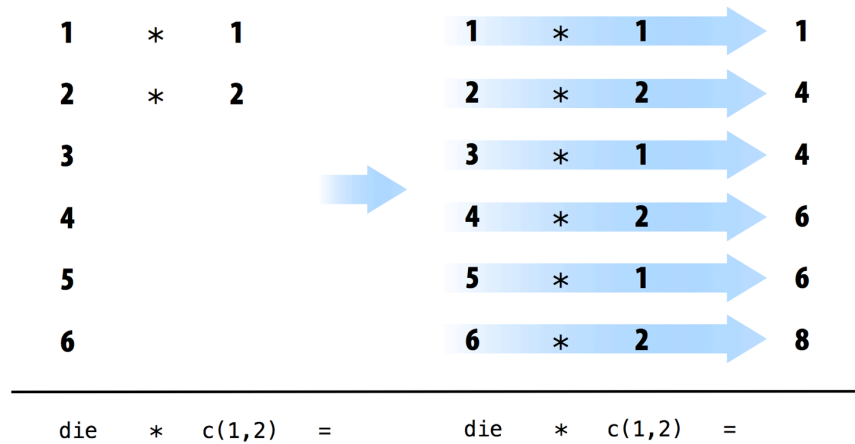 1 * 1 1 * 1 1
2 * 2 2 * 2 4
3 3 * 1 4
4 4 * 2 6
5 5 * 1 6
6 6 * 2 8
die * c(1,2) = die * c(1,2) =